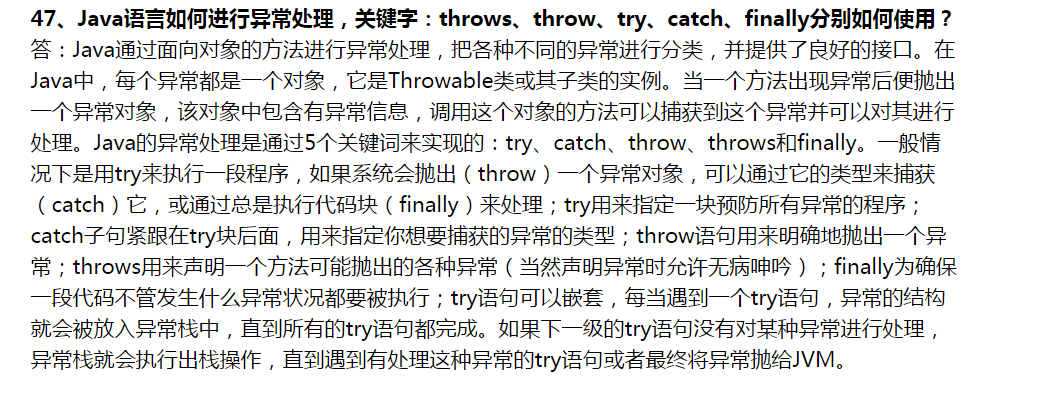 47、Java语言如何进行异常处理，关键字：throws、throw、try、catch、finally分别如何使用？
答：Java通过面向对象的方法进行异常处理，把各种不同的异常进行分类，并提供了良好的接口。在
Java中，每个异常都是一个对象，它是Throwable类或其子类的实例。当一个方法出现异常后便抛出
一个异常对象，该对象中包含有异常信息，调用这个对象的方法可以捕获到这个异常并可以对其进行
处理。Java的异常处理是通过5个关键词来实现的：try、catch、throw、throws和finally。一般情
况下是用try来执行一段程序，如果系统会抛出（throw）一个异常对象，可以通过它的类型来捕获
（catch）它，或通过总是执行代码块（finally）来处理；try用来指定一块预防所有异常的程序；
catch子句紧跟在try块后面，用来指定你想要捕获的异常的类型；throw语句用来明确地抛出一个异
常；throws用来声明一个方法可能抛出的各种异常（当然声明异常时允许无病呻吟）；finally为确保
一段代码不管发生什么异常状况都要被执行；try语句可以嵌套，每当遇到一个try语句，异常的结构
就会被放入异常栈中，直到所有的try语句都完成。如果下一级的try语句没有对某种异常进行处理，
异常栈就会执行出栈操作，直到遇到有处理这种异常的try语句或者最终将异常抛给JVM。